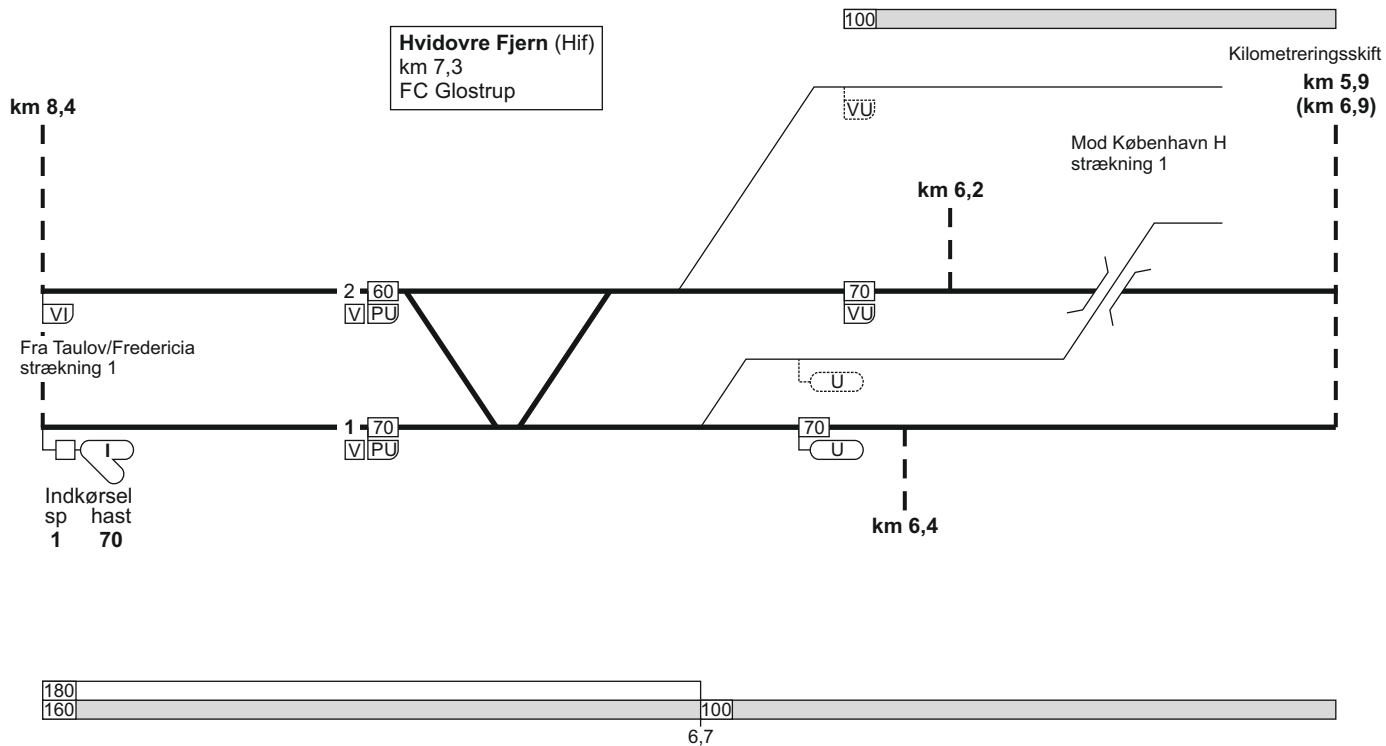 100
Hvidovre Fjern (Hif)
km 7,3
FC Glostrup
Kilometreringsskift
km 5,9
(km 6,9)
km 8,4
VU
Mod København H
strækning 1
km 6,2
2 60
70
VI
V PU
VU
Fra Taulov/Fredericia
strækning 1
U
1 70
70
I
V PU
U
Indkørsel
sp hast
1 70
km 6,4
180
160
100
6,7